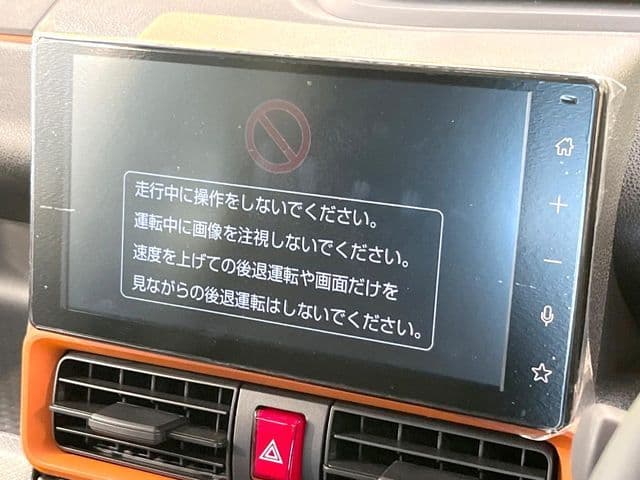 走行中に操作をしないでください。
運転中に画像を注視しないでください。
速度を上げての後退運転や画面だけを
見ながらの後退運転はしないでください。